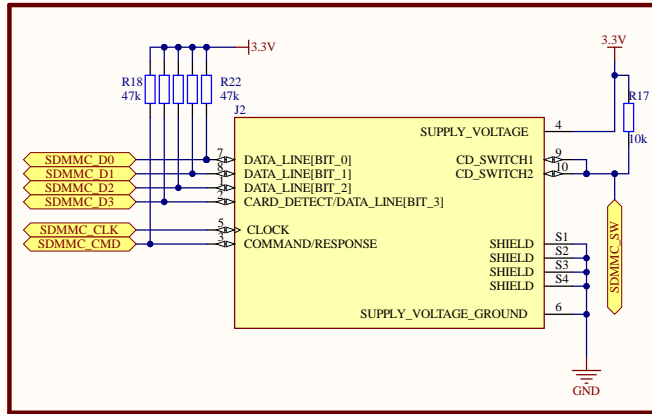 3.3V
3.3V
R18
47k
R22
47k
J2
R17
10k
SUPPLY_VOLTAGE
4
SDMMC_D0
7
DATA_LINE[BIT_0]
CD_SWITCH1
9
SDMMC_D1
8
DATA_LINE[BIT_1]
CD_SWITCH2
10
SDMMC_D2
DATA_LINE[BIT_2]
SDMMC_D3
2
CARD_DETECT/DATA_LINE[BIT_3]
SDMMC_CLK
5
CLOCK
SDMMC_CMD
3
COMMAND/RESPONSE
SHIELD
S1
SHIELD
S2
SHIELD
S3
SHIELD
S4
SDMMC_SW
SUPPLY_VOLTAGE_GROUND
6
GND